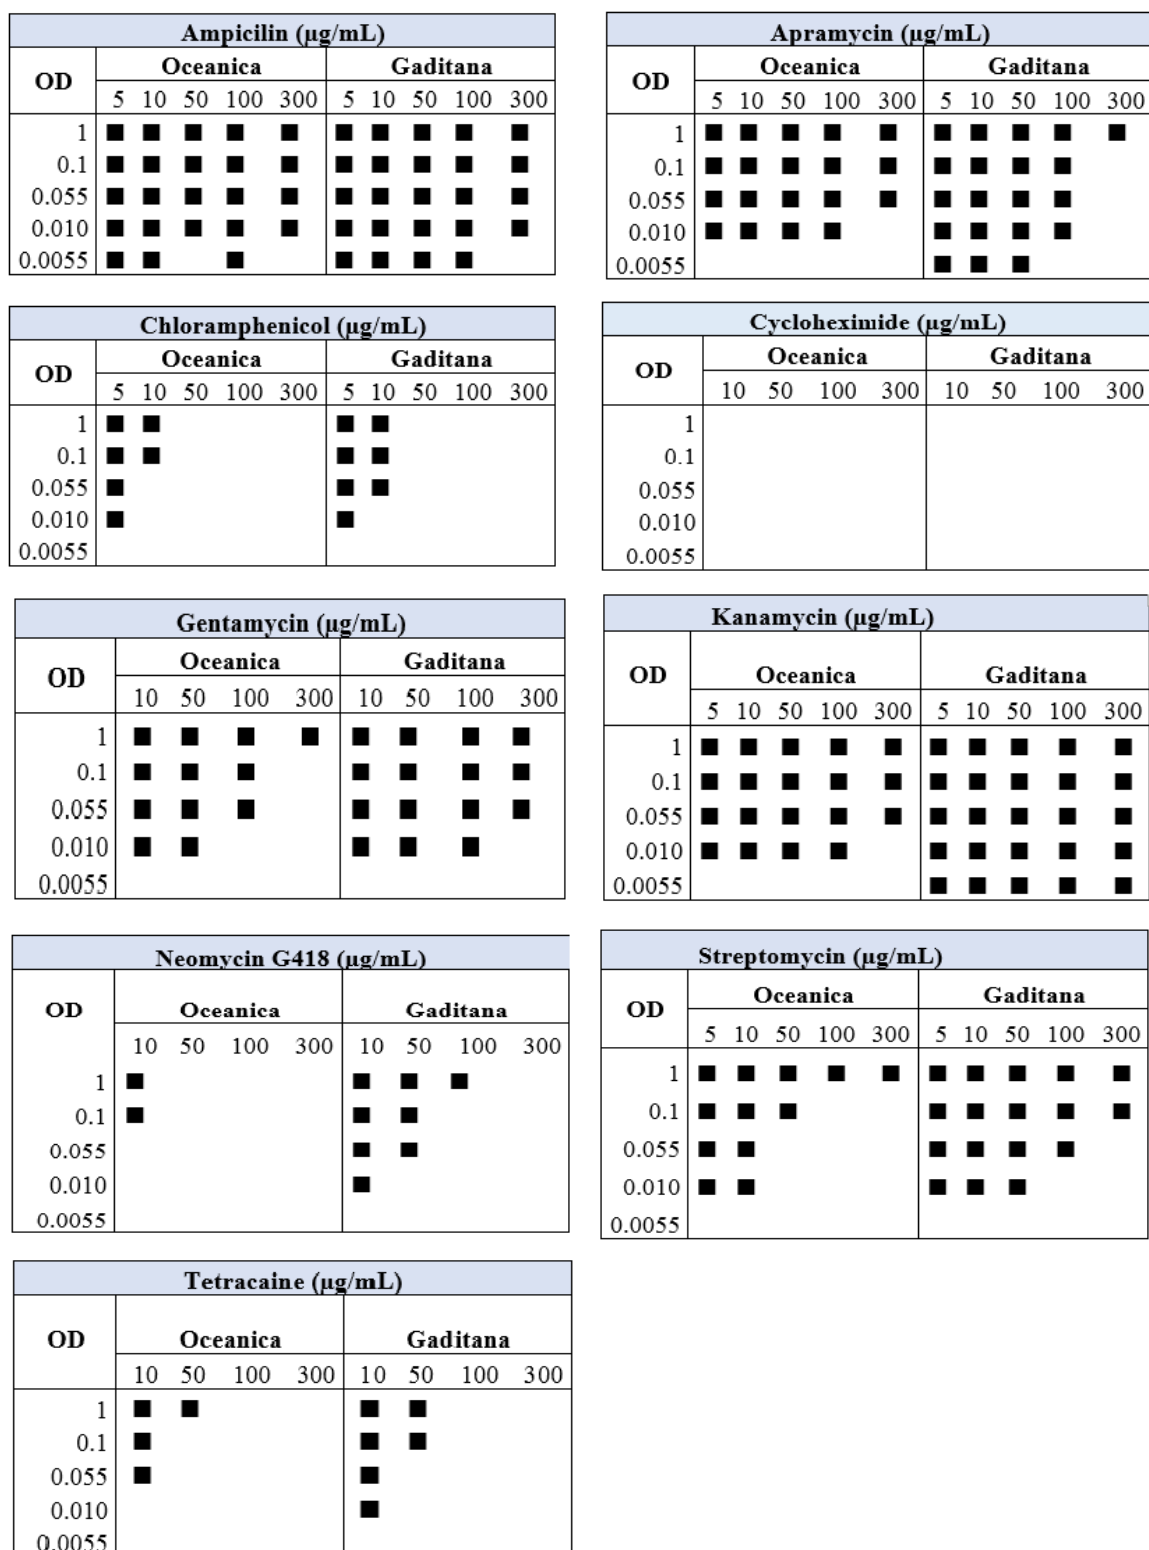 Ampicilin (µg/mL)
OD Oceanica Gaditana
5 10 50 100 300 5 10 50 100 300
1
0.1
0.055
0.010
0.0055
Apramycin (µg/mL)
OD Oceanica Gaditana
5 10 50 100 300 5 10 50 100 300
1
0.1
0.055
0.010
0.0055
Chloramphenicol (µg/mL)
OD Oceanica Gaditana
5 10 50 100 300 5 10 50 100 300
1
0.1
0.055
0.010
0.0055
Cycloheximide (µg/mL)
OD Oceanica Gaditana
10 50 100 300 10 50 100 300
1
0.1
0.055
0.010
0.0055
Gentamycin (µg/mL)
OD Oceanica Gaditana
10 50 100 300 10 50 100 300
1
0.1
0.055
0.010
0.0055
Kanamycin (µg/mL)
OD Oceanica Gaditana
5 10 50 100 300 5 10 50 100 300
1
0.1
0.055
0.010
0.0055
Neomycin G418 (µg/mL)
OD Oceanica Gaditana
10 50 100 300 10 50 100 300
1
0.1
0.055
0.010
0.0055
Streptomycin (µg/mL)
OD Oceanica Gaditana
5 10 50 100 300 5 10 50 100 300
1
0.1
0.055
0.010
0.0055
Tetracaine (µg/mL)
OD Oceanica Gaditana
10 50 100 300 10 50 100 300
1
0.1
0.055
0.010
0.0055